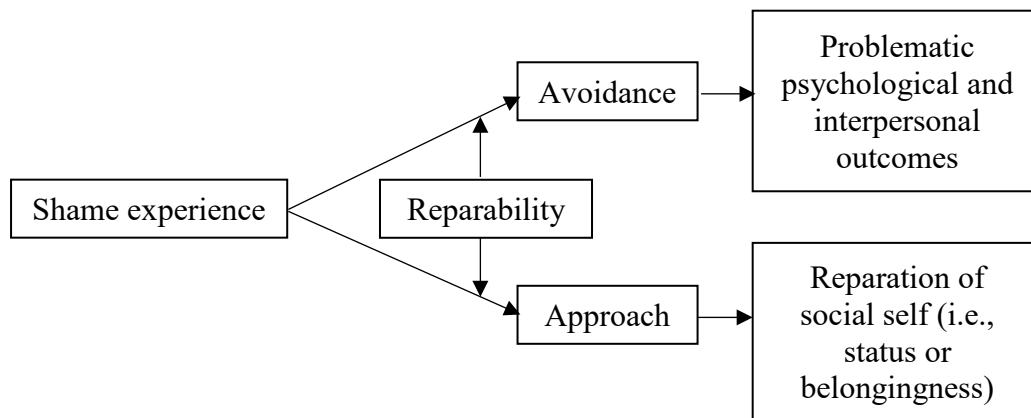 Shame experience
Reparability
Avoidance
Approach
Problematic
psychological and
interpersonal
outcomes
Reparation of
social self (i.e.,
status or
belongingness)